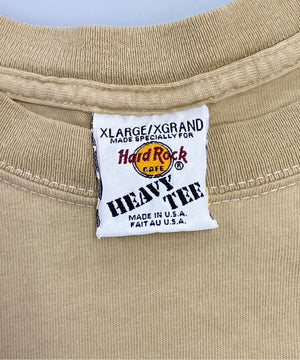 XLARGE/XGRAND
MADE SPECIALLY FOR
Hard Rock
CAFE
®
HEAVY
TEE
MADE IN U.S.A.
FAIT AU U.S.A.